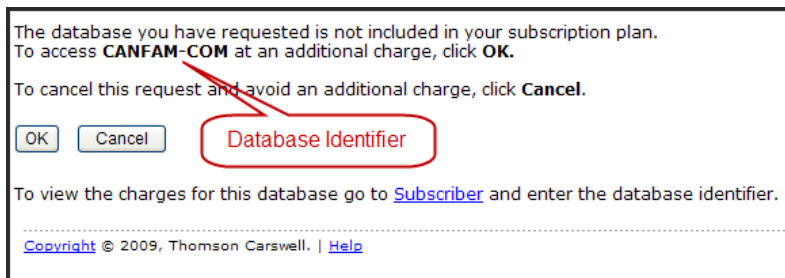 The database you have requested is not included in your subscription plan.
To access CANFAM-COM at an additional charge, click OK.
To cancel this request and avoid an additional charge, click Cancel.
OK Cancel
Database Identifier
To view the charges for this database go to Subscriber and enter the database identifier.
Copyright © 2009, Thomson Carswell. | Help